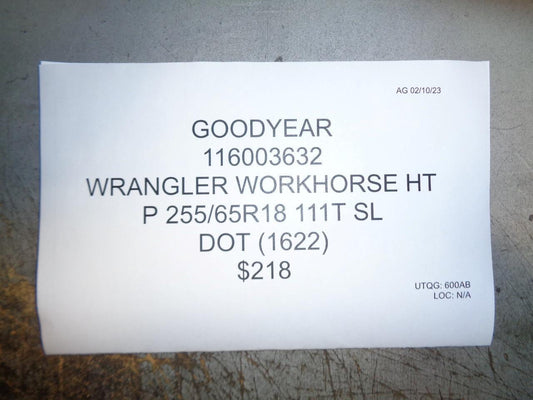 AG 02/10/23
GOODYEAR
116003632
WRANGLER WORKHORSE HT
P 255/65R18 111T SL
DOT (1622)
$218
UTQG: 600AB
LOC: N/A